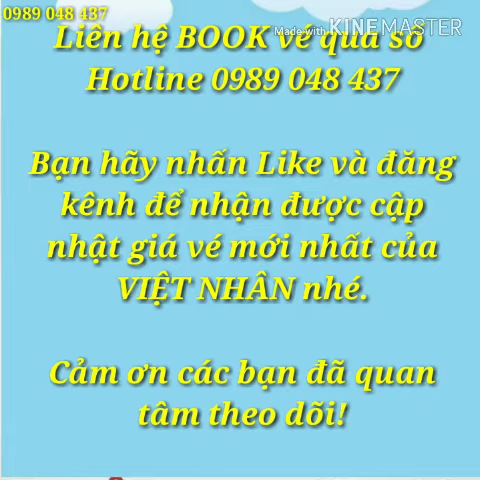 0989 048 437
Made with KINEMASTER
Liên hệ BOOK vé qua số
Hotline 0989 048 437
Bạn hãy nhấn Like và đăng
kênh để nhận được cập
nhật giá vé mới nhất của
VIỆT NHÂN nhé.
Cảm ơn các bạn đã quan
tâm theo dõi!